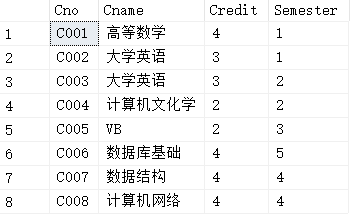 Cno Cname Credit Semester
1 C001 高等数学 4 1
2 C002 大学英语 3 1
3 C003 大学英语 3 2
4 C004 计算机文化学 2 2
5 C005 VB 2 3
6 C006 数据库基础 4 5
7 C007 数据结构 4 4
8 C008 计算机网络 4 4